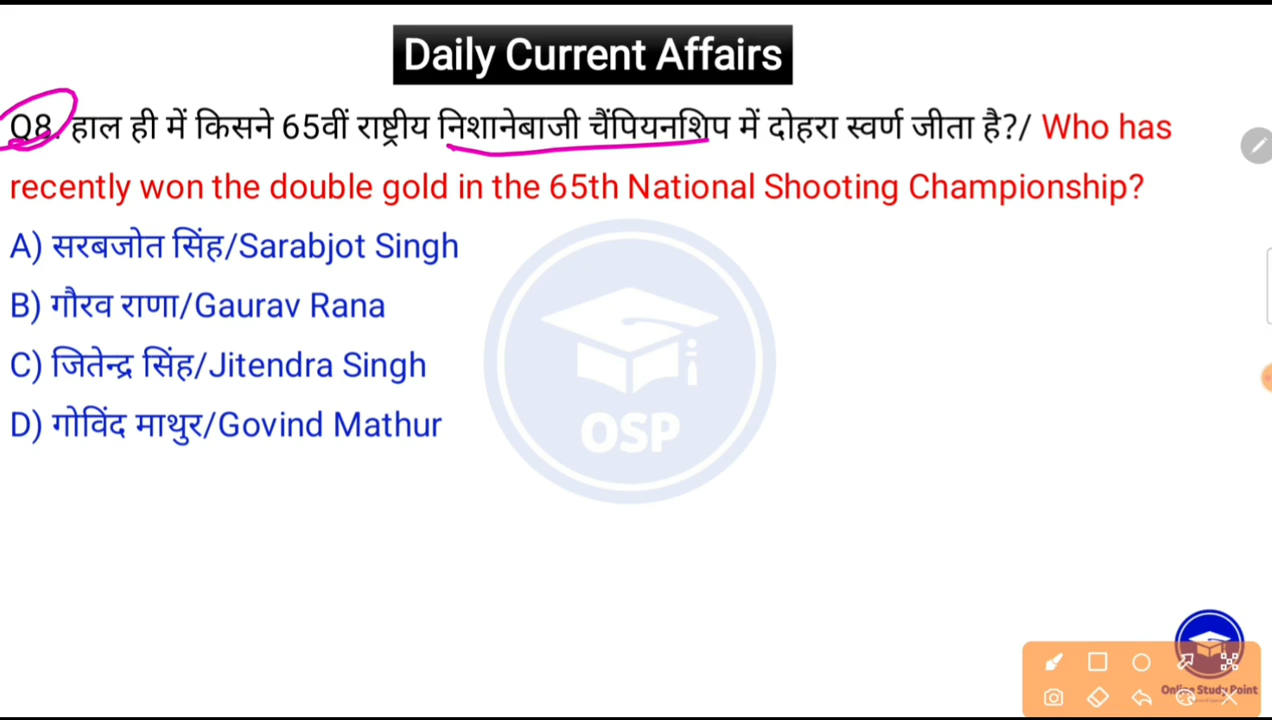 Daily Current Affairs
Q8. हाल ही में किसने 65वीं राष्ट्रीय निशानेबाजी चैंपियनशिप में दोहरा स्वर्ण जीता है?/ Who has
recently won the double gold in the 65th National Shooting Championship?
A) सरबजोत सिंह/Sarabjot Singh
B) गौरव राणा/Gaurav Rana
C) जितेन्द्र सिंह/Jitendra Singh
D) गोविंद माथुर/Govind Mathur
OSP
Online Study Point